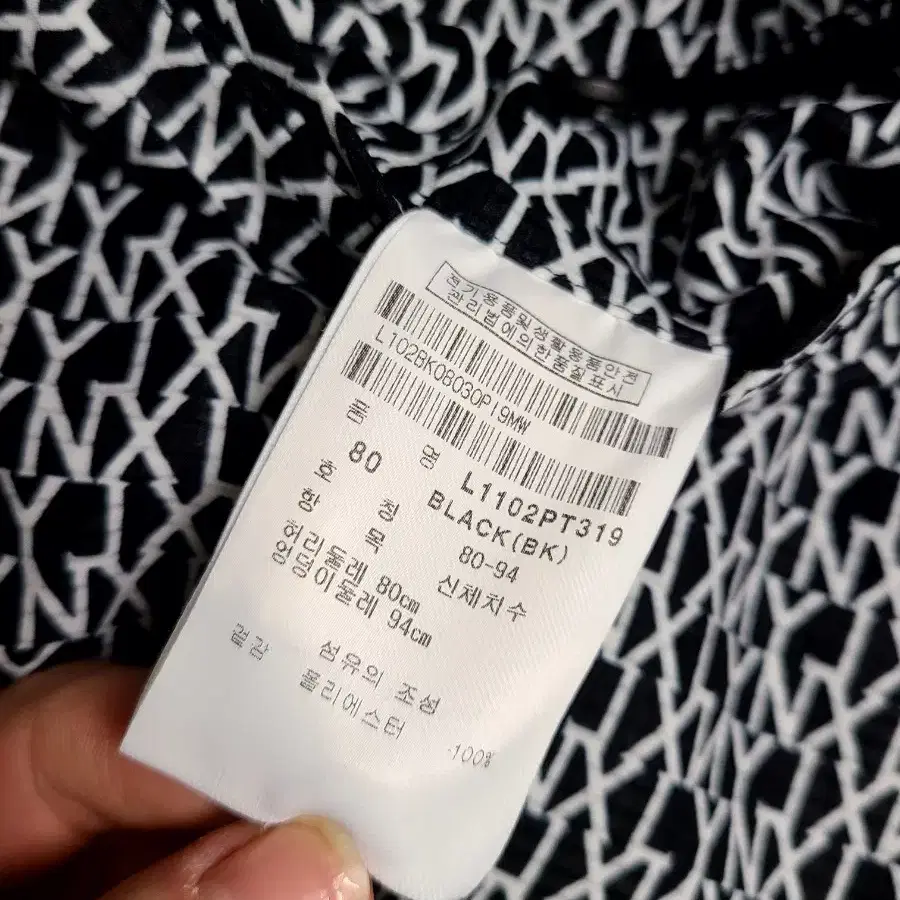 전기용품및생활용품안전
관리법에의한품질표시
L102BK08030P19MW
품 명 L1102PT319
80 BLACK(BK)
호 칭 80-94
항 목 신체치수
허리둘레 80cm
엉덩이둘레 94cm
섬유의 조성
겉감 폴리에스터 100%